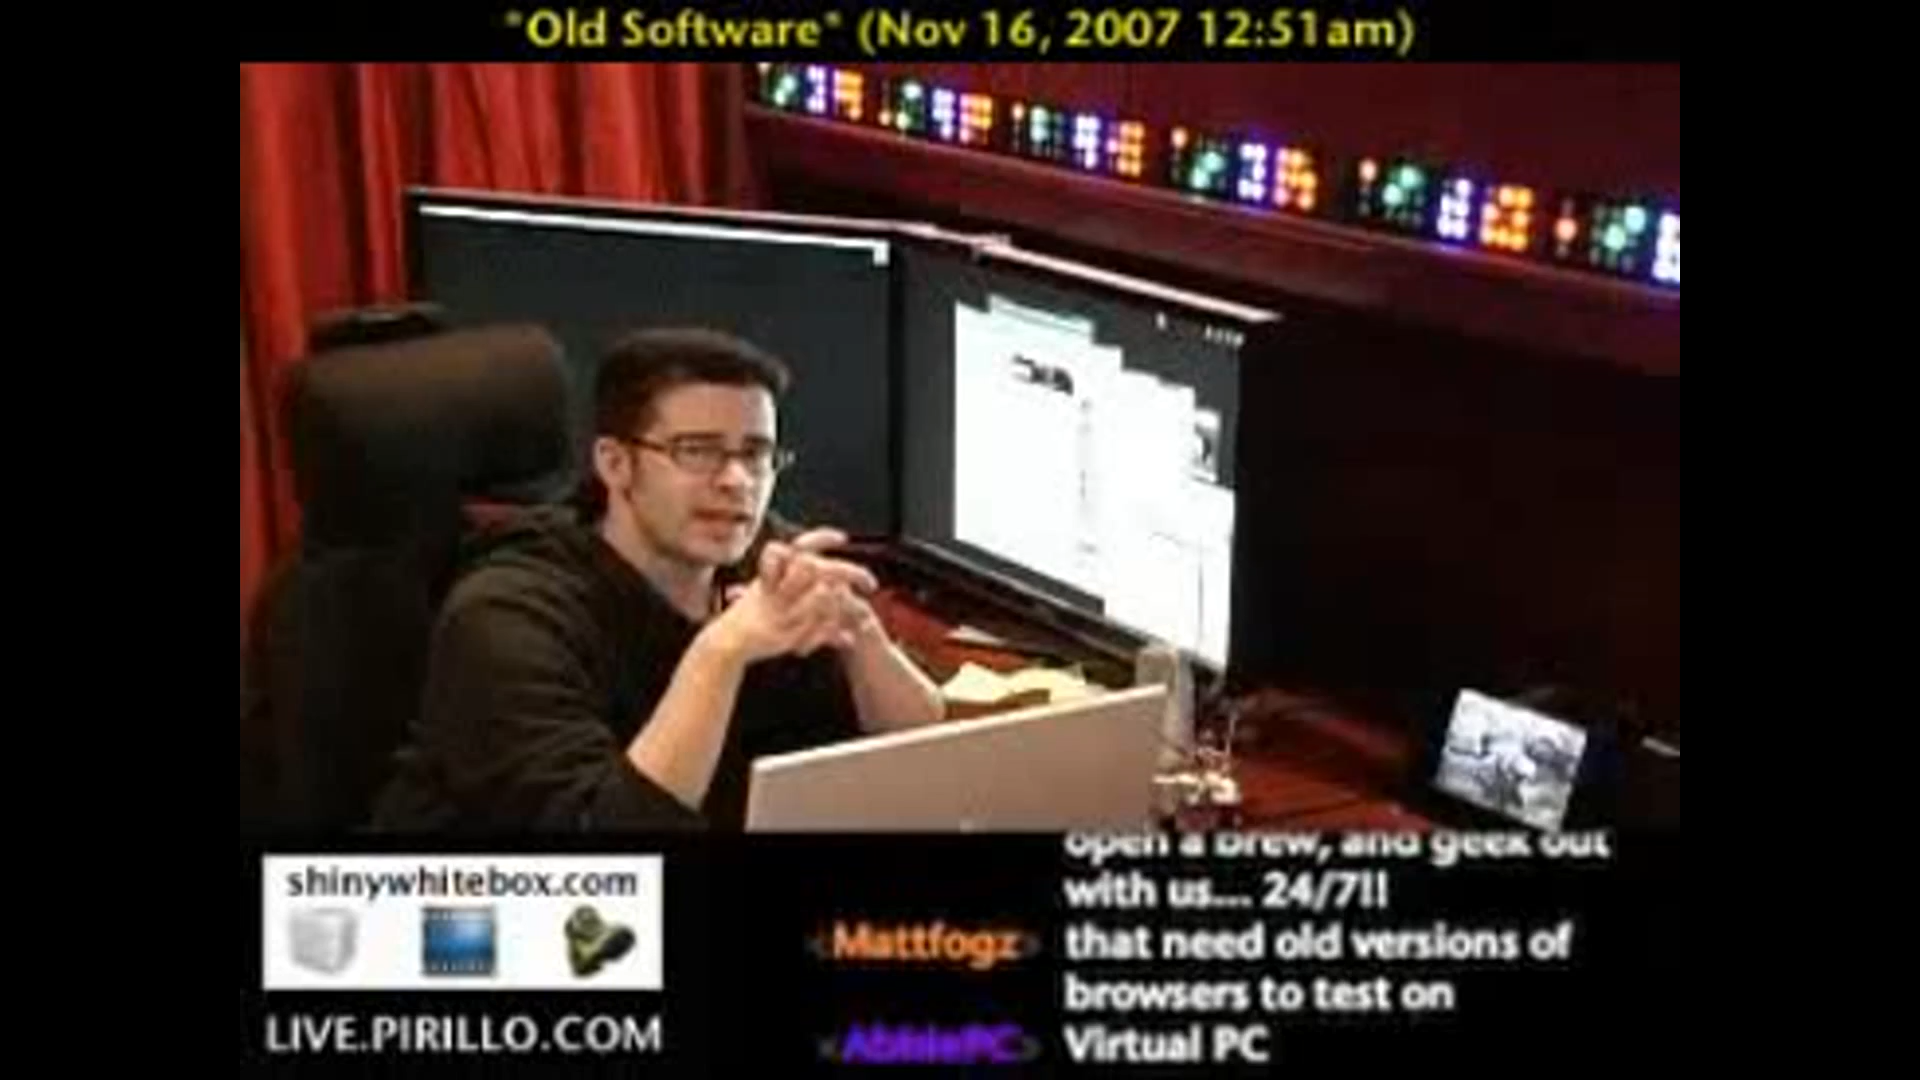 "Old Software" (Nov 16, 2007 12:51am)
shinywhitebox.com
LIVE.PIRILLO.COM
open a brew, and geek out
with us... 24/7!!
<Mattfogz> that need old versions of
browsers to test on
Virtual PC